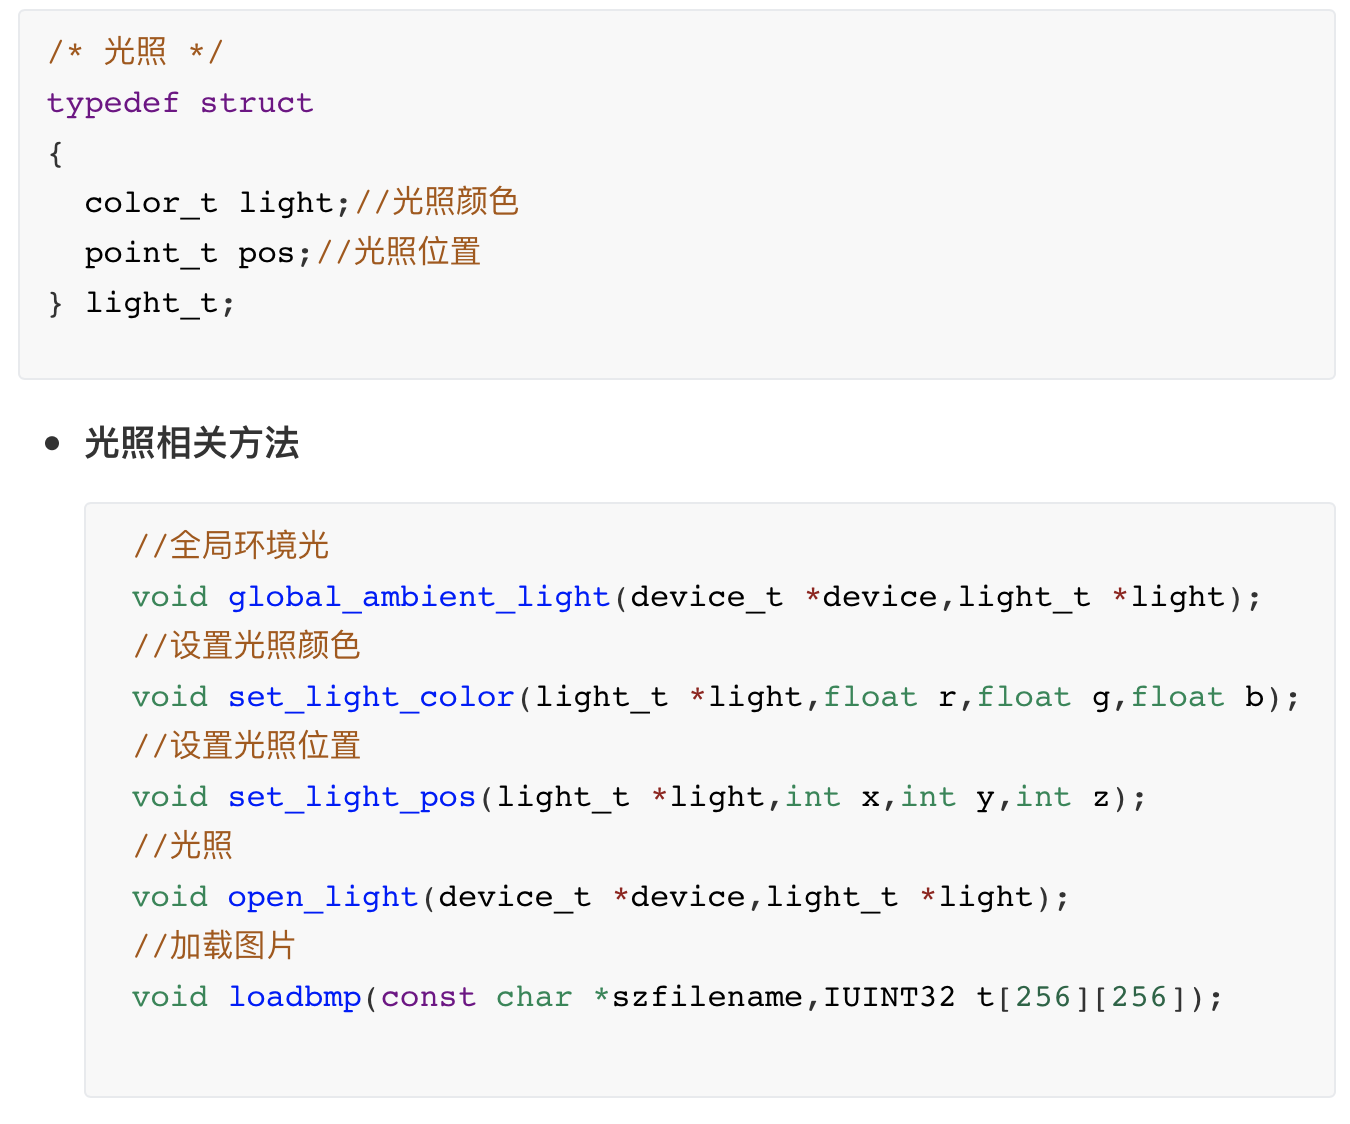 /* 光照 */
typedef struct
{
  color_t light;//光照颜色
  point_t pos;//光照位置
} light_t;
• 光照相关方法
//全局环境光
void global_ambient_light(device_t *device,light_t *light);
//设置光照颜色
void set_light_color(light_t *light,float r,float g,float b);
//设置光照位置
void set_light_pos(light_t *light,int x,int y,int z);
//光照
void open_light(device_t *device,light_t *light);
//加载图片
void loadbmp(const char *szfilename,IUINT32 t[256][256]);